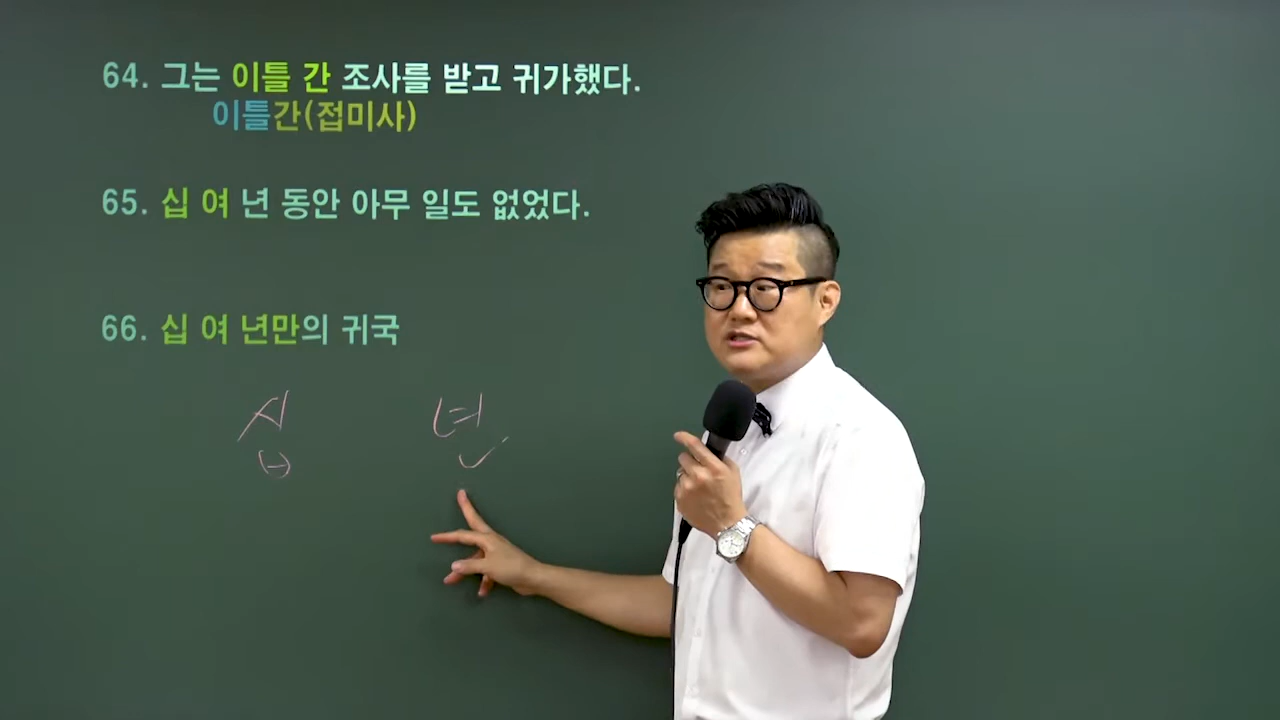 64. 그는 이틀 간 조사를 받고 귀가했다.
이틀간(접미사)
65. 십 여 년 동안 아무 일도 없었다.
66. 십 여 년만의 귀국
십 년